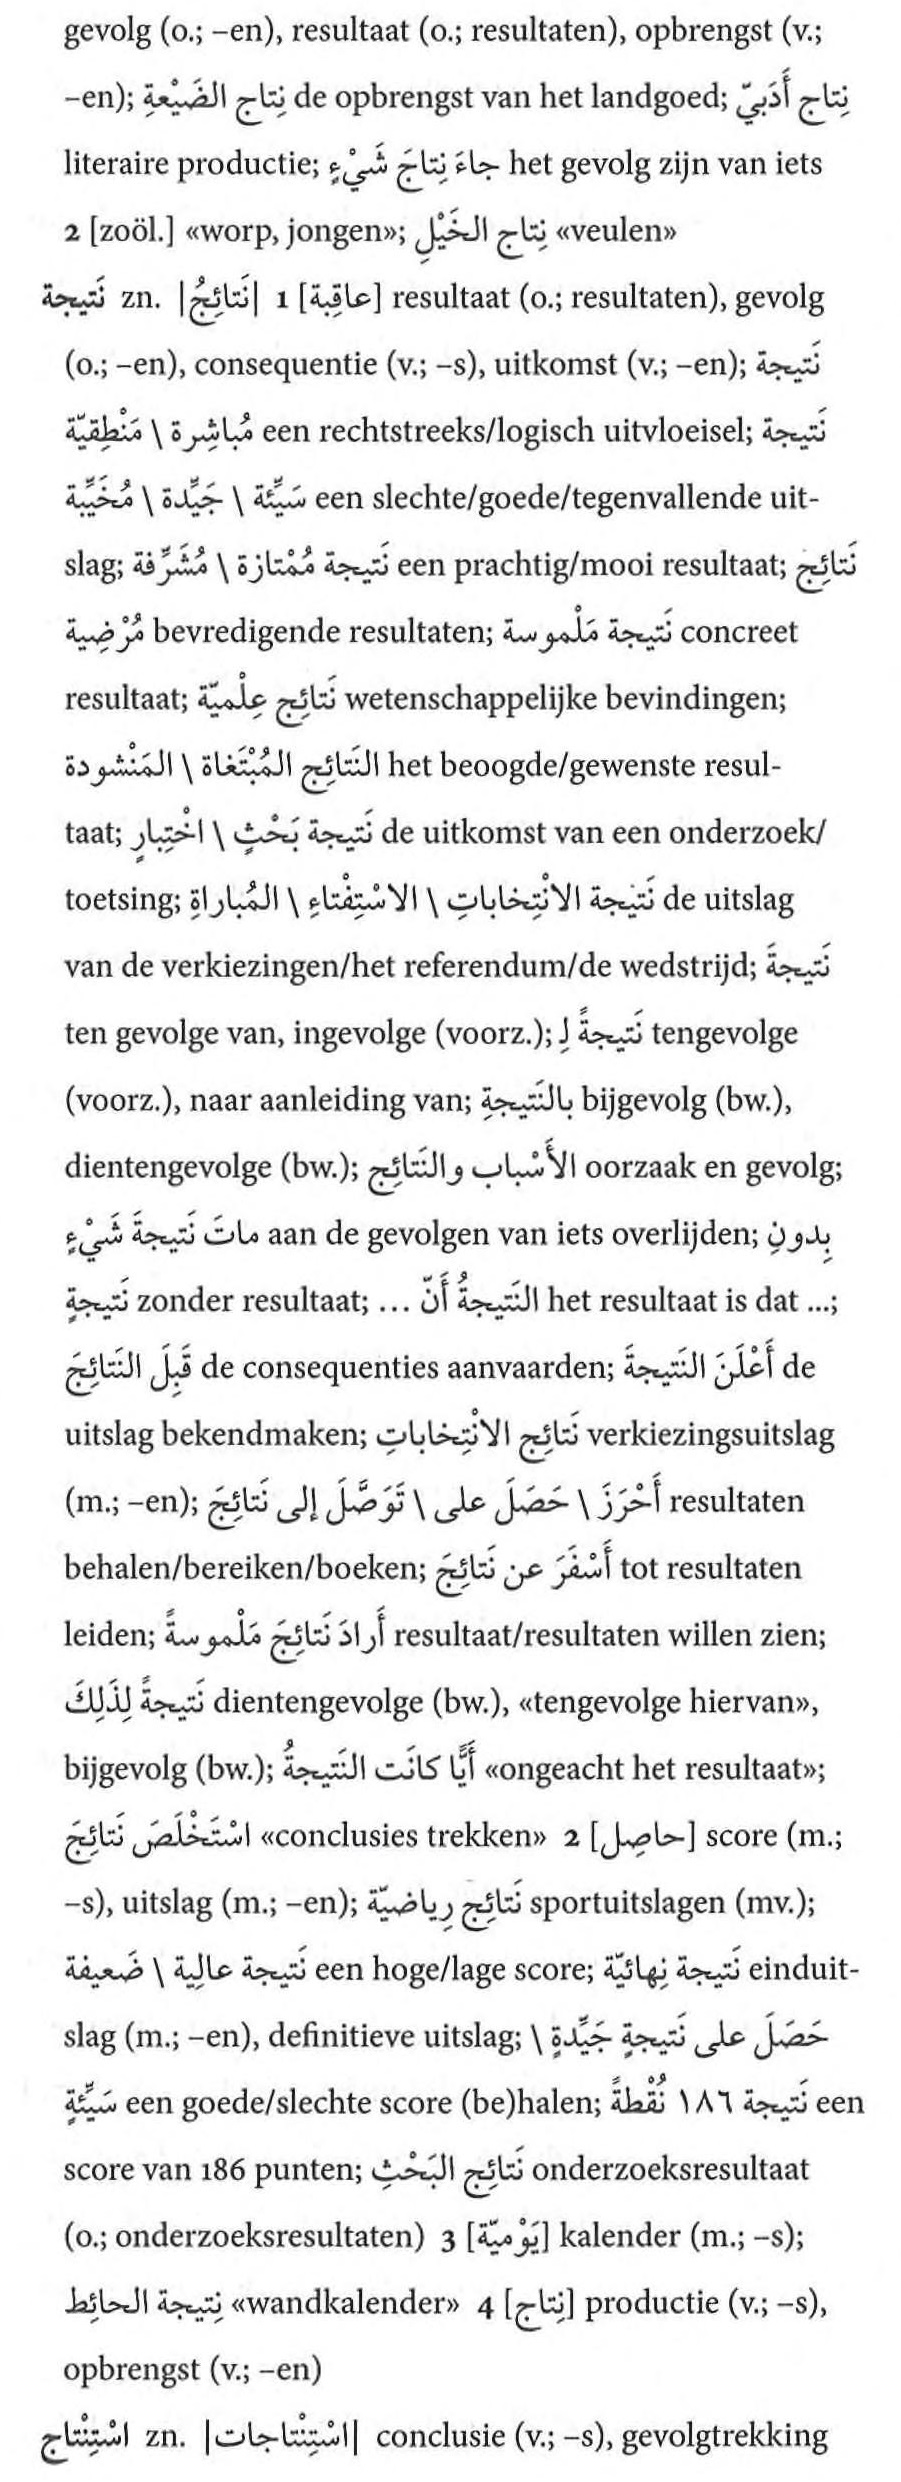 gevolg (o.; –en), resultaat (o.; resultaten), opbrengst (v.;
–en); نِتاج الضَيْعةِ de opbrengst van het landgoed; نِتاج أَدَبيّ
literaire productie; جاءَ نِتاجَ شَيْءٍ het gevolg zijn van iets
2 [zoöl.] «worp, jongen»; نِتاج الخَيْلِ «veulen»
نَتيجة zn. |نَتائِجُ| 1 [عاقِبة] resultaat (o.; resultaten), gevolg
(o.; –en), consequentie (v.; –s), uitkomst (v.; –en); نَتيجة
مُباشِرة \ مَنْطِقيّة een rechtstreeks/logisch uitvloeisel; نَتيجة
سَيِّئة \ جَيِّدة \ مُخَيِّبة een slechte/goede/tegenvallende uit-
slag; نَتيجة مُمْتازة \ مُشَرِّفة een prachtig/mooi resultaat; نَتائِج
مُرْضِية bevredigende resultaten; نَتيجة مَلْموسة concreet
resultaat; نَتائِج عِلْميّة wetenschappelijke bevindingen;
النَتائِج المُبْتَغاة \ المَنْشودة het beoogde/gewenste resul-
taat; نَتيجة بَحْثٍ \ اخْتِبارٍ de uitkomst van een onderzoek/
toetsing; نَتيجة الانْتِخاباتِ \ الاسْتِفْتاءِ \ المُباراةِ de uitslag
van de verkiezingen/het referendum/de wedstrijd; نَتيجةَ
ten gevolge van, ingevolge (voorz.); نَتيجةً لِ tengevolge
(voorz.), naar aanleiding van; بالنَتيجةِ bijgevolg (bw.),
dientengevolge (bw.); الأَسْباب والنَتائِج oorzaak en gevolg;
ماتَ نَتيجةَ شَيْءٍ aan de gevolgen van iets overlijden; بِدونِ
نَتيجةٍ zonder resultaat; النَتيجةُ أَنّ ... het resultaat is dat ...;
قَبِلَ النَتائِجَ de consequenties aanvaarden; أَعْلَنَ النَتيجةَ de
uitslag bekendmaken; نَتائِج الانْتِخاباتِ verkiezingsuitslag
(m.; –en); أَحْرَزَ \ حَصَلَ على \ تَوَصَّلَ إلى نَتائِجَ resultaten
behalen/bereiken/boeken; أَسْفَرَ عن نَتائِجَ tot resultaten
leiden; أَرادَ نَتائِجَ مَلْموسةً resultaat/resultaten willen zien;
نَتيجةً لِذَلِكَ dientengevolge (bw.), «tengevolge hiervan»,
bijgevolg (bw.); أَيًّا كانَت النَتيجةُ «ongeacht het resultaat»;
اسْتَخْلَصَ نَتائِجَ «conclusies trekken» 2 [حاصِل] score (m.;
–s), uitslag (m.; –en); نَتائِج رِياضيّة sportuitslagen (mv.);
نَتيجة عالِية \ ضَعيفة een hoge/lage score; نَتيجة نِهائيّة einduit-
slag (m.; –en), definitieve uitslag; حَصَلَ على نَتيجةٍ جَيِّدةٍ \
سَيِّئةٍ een goede/slechte score (be)halen; نَتيجة ١٨٦ نُقْطةً een
score van 186 punten; نَتائِج البَحْثِ onderzoeksresultaat
(o.; onderzoeksresultaten) 3 [يَوْميّة] kalender (m.; –s);
نِتيجة الحائِط «wandkalender» 4 [نِتاج] productie (v.; –s),
opbrengst (v.; –en)
اسْتِنْتاج zn. |اسْتِنْتاجات| conclusie (v.; –s), gevolgtrekking